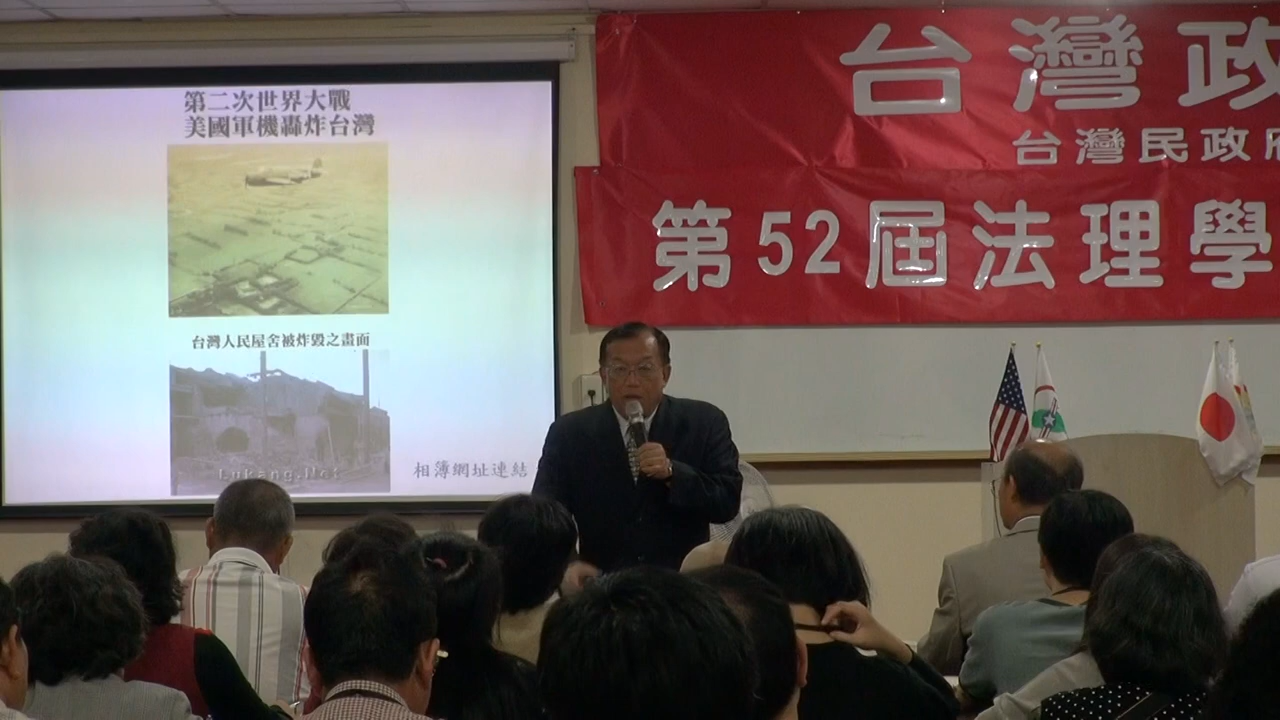 第二次世界大戰
美國軍機轟炸台灣
台灣人民屋舍被炸毀之畫面
Lukang.Net
相簿網址連結
台灣政
台灣民政府
第52屆法理學